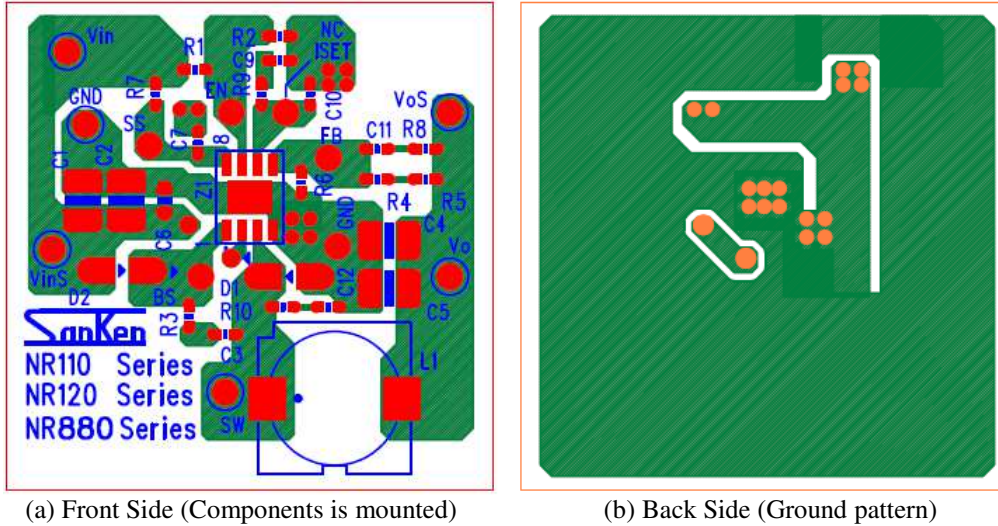 Vin
R1
R2
NC
C9
ISET
R7
EN
R9
C10
GND
VoS
SS
C7
8
FB
C11
R8
C1
C2
Z1
R6
R4
R5
C6
GND
C4
Vo
VinS
D2
BS
D1
C12
C5
R3
R10
SanKen
C3
L1
NR110 Series
NR120 Series
SW
NR880 Series
(a) Front Side (Components is mounted)
(b) Back Side (Ground pattern)